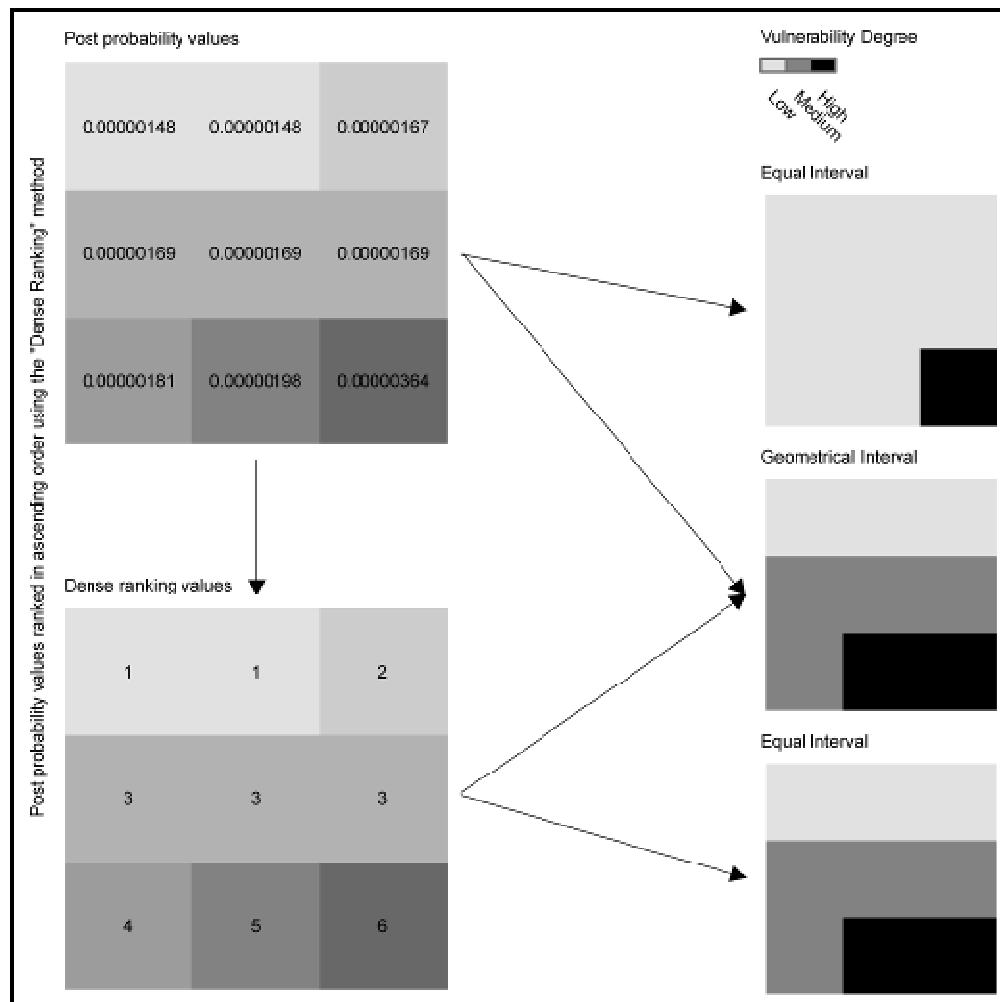 Post probability values
0.00000148 0.00000148 0.00000167
0.00000169 0.00000169 0.00000169
0.00000181 0.00000198 0.00000364
Post probability values ranked in ascending order using the "Dense Ranking" method
Dense ranking values
1 1 2
3 3 3
4 5 6
Vulnerability Degree
Low
Medium
High
Equal Interval
Geometrical Interval
Equal Interval